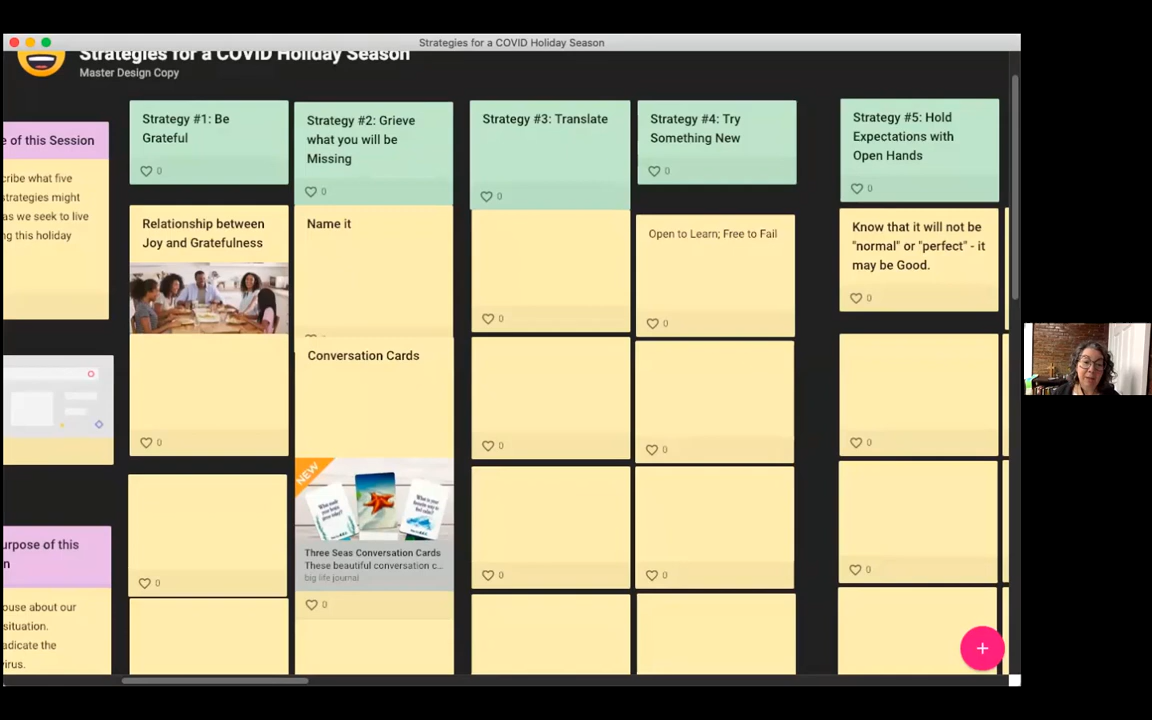 Strategies for a COVID Holiday Season
Strategies for a COVID Holiday Season
Master Design Copy
e of this Session
cribe what five
strategies might
as we seek to live
ng this holiday
urpose of this
n
ouse about our
situation.
adicate the
virus.
Strategy #1: Be
Grateful
0
Relationship between
Joy and Gratefulness
0
0
Strategy #2: Grieve
what you will be
Missing
0
Name it
Conversation Cards
NEW
Three Seas Conversation Cards
These beautiful conversation c...
big life journal
0
Strategy #3: Translate
0
0
0
0
Strategy #4: Try
Something New
0
Open to Learn; Free to Fail
0
0
0
Strategy #5: Hold
Expectations with
Open Hands
0
Know that it will not be
"normal" or "perfect" - it
may be Good.
0
0
0
+